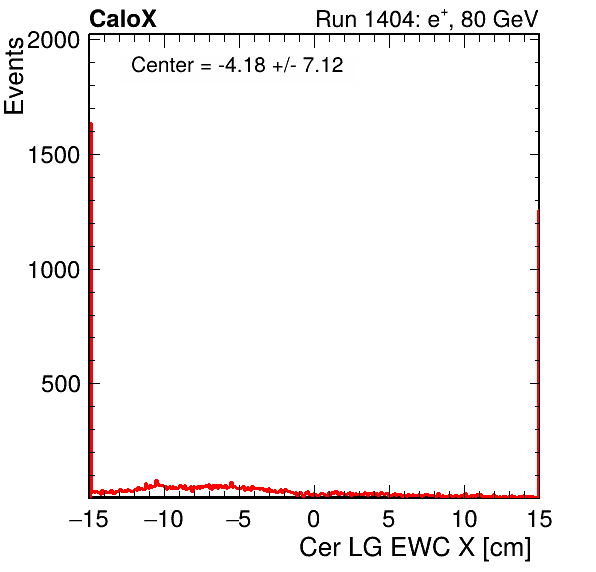 CaloX
Run 1404: e⁺, 80 GeV
Center = -4.18 +/- 7.12
Events
2000
1500
1000
500
−15 −10 −5 0 5 10 15
Cer LG EWC X [cm]